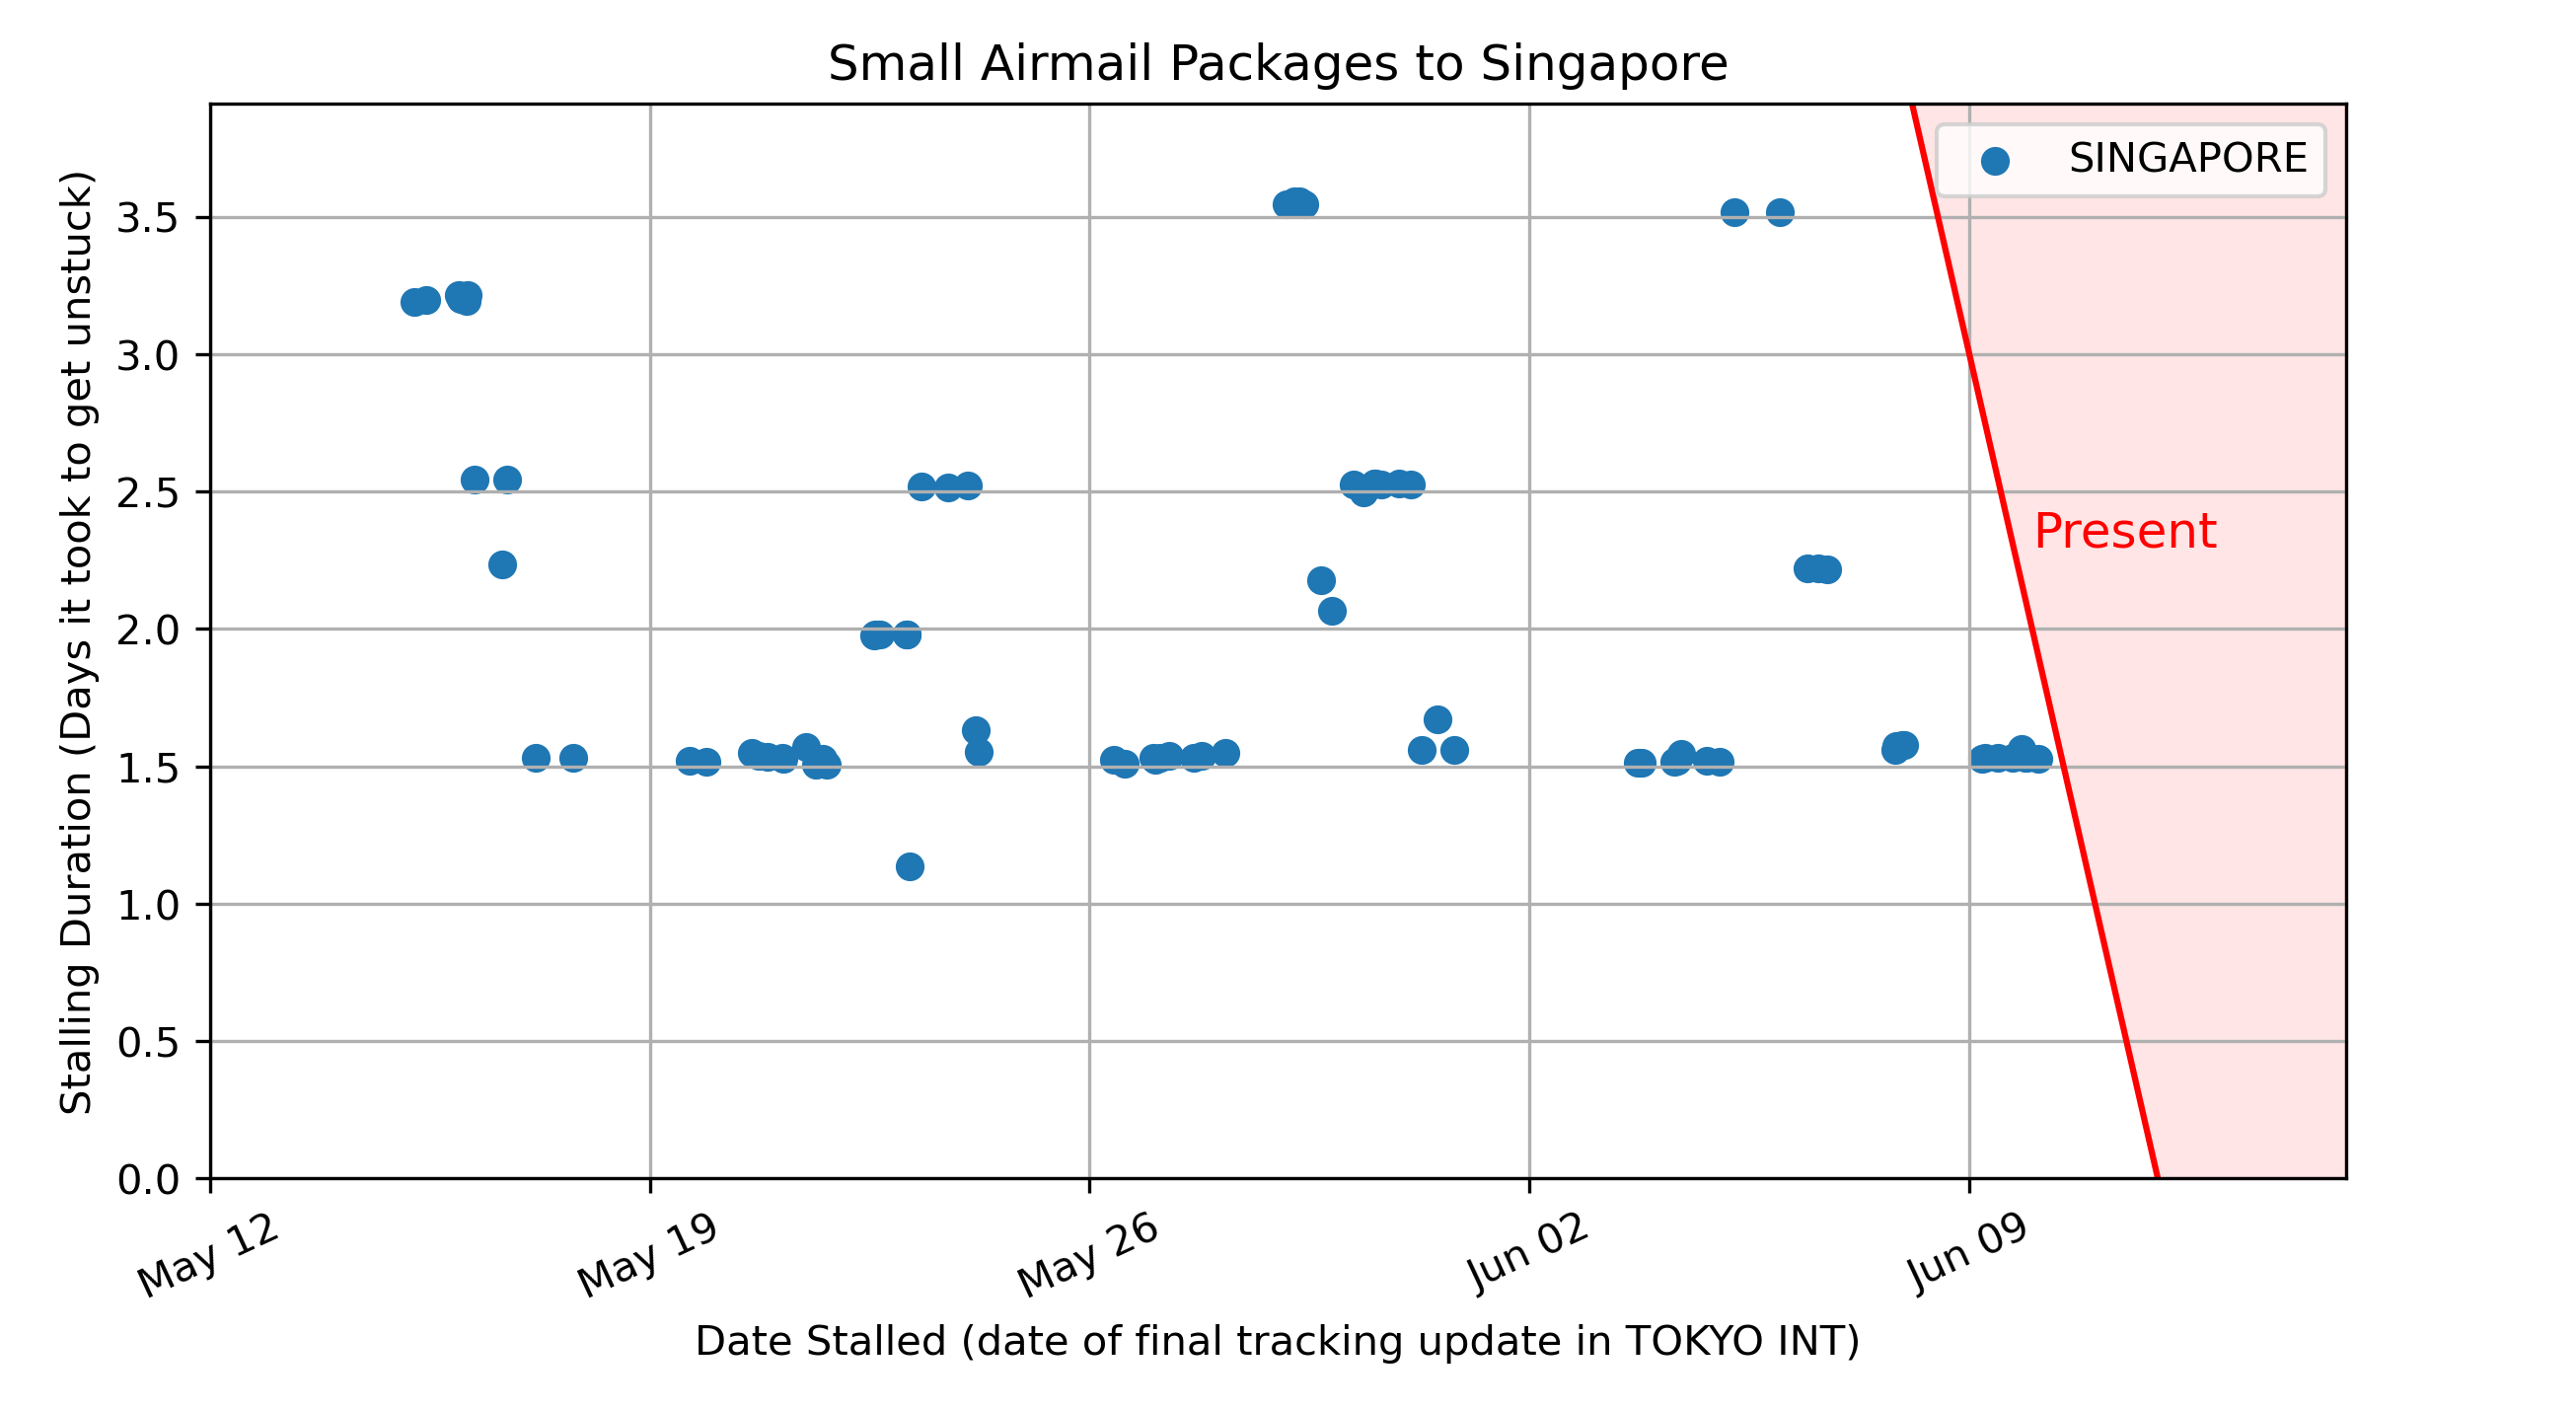 Small Airmail Packages to Singapore
SINGAPORE
Present
Stalling Duration (Days it took to get unstuck)
3.5
3.0
2.5
2.0
1.5
1.0
0.5
0.0
May 12
May 19
May 26
Jun 02
Jun 09
Date Stalled (date of final tracking update in TOKYO INT)